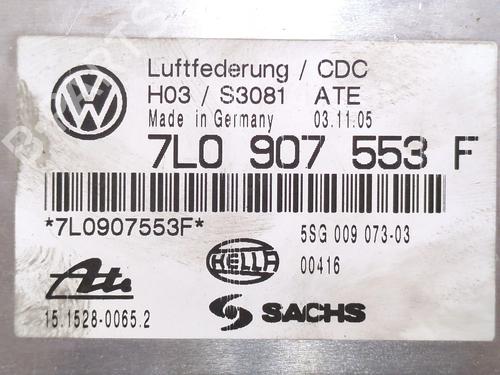 Luftfederung / CDC
H03 / S3081 ATE
Made in Germany 03.11.05
7L0 907 553 F
*7L0907553F*
5SG 009 073-03
HELLA 00416
Ate
SACHS
15.1528-0065.2